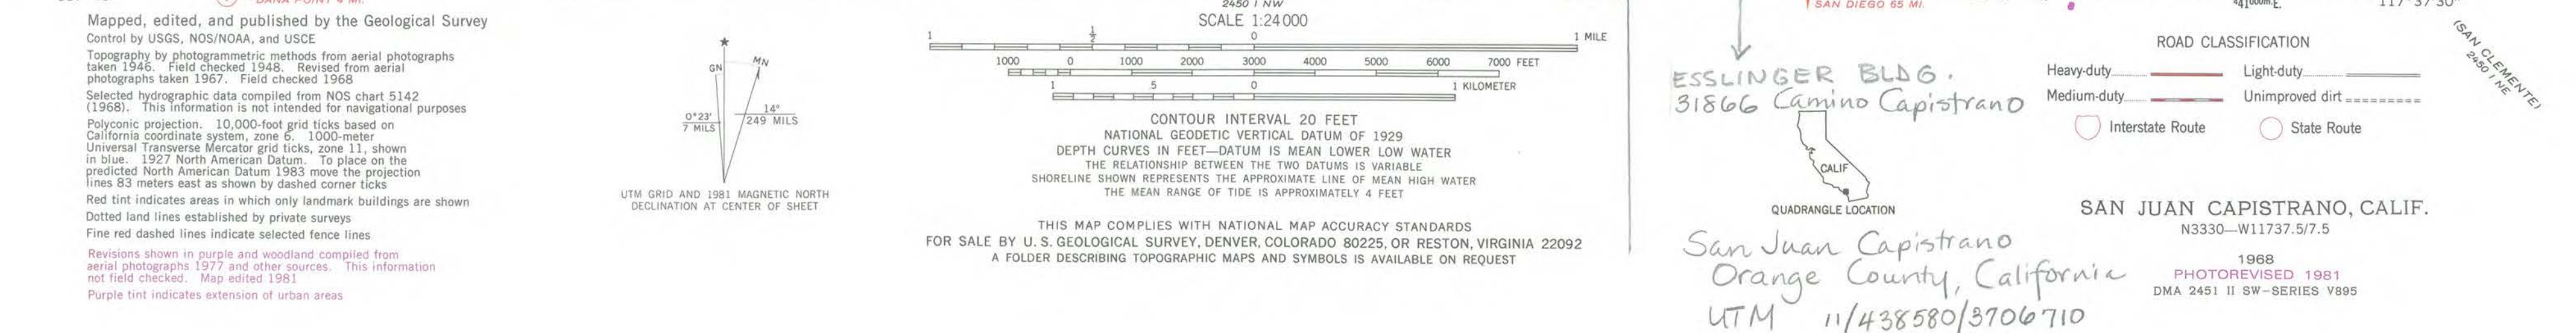 Mapped, edited, and published by the Geological Survey
Control by USGS, NOS/NOAA, and USCE
Topography by photogrammetric methods from aerial photographs
taken 1946. Field checked 1948. Revised from aerial
photographs taken 1967. Field checked 1968
Selected hydrographic data compiled from NOS chart 5142
(1968). This information is not intended for navigational purposes
Polyconic projection. 10,000-foot grid ticks based on
California coordinate system, zone 6. 1000-meter
Universal Transverse Mercator grid ticks, zone 11, shown
in blue. 1927 North American Datum. To place on the
predicted North American Datum 1983 move the projection
lines 83 meters east as shown by dashed corner ticks
Red tint indicates areas in which only landmark buildings are shown
Dotted land lines established by private surveys
Fine red dashed lines indicate selected fence lines
Revisions shown in purple and woodland compiled from
aerial photographs 1977 and other sources. This information
not field checked. Map edited 1981
Purple tint indicates extension of urban areas
GN
MN
0°23'
7 MILS
14°
249 MILS
UTM GRID AND 1981 MAGNETIC NORTH
DECLINATION AT CENTER OF SHEET
2450 I NW
SCALE 1:24 000
1 ½ 0 1 MILE
1000 0 1000 2000 3000 4000 5000 6000 7000 FEET
1 .5 0 1 KILOMETER
CONTOUR INTERVAL 20 FEET
NATIONAL GEODETIC VERTICAL DATUM OF 1929
DEPTH CURVES IN FEET—DATUM IS MEAN LOWER LOW WATER
THE RELATIONSHIP BETWEEN THE TWO DATUMS IS VARIABLE
SHORELINE SHOWN REPRESENTS THE APPROXIMATE LINE OF MEAN HIGH WATER
THE MEAN RANGE OF TIDE IS APPROXIMATELY 4 FEET
THIS MAP COMPLIES WITH NATIONAL MAP ACCURACY STANDARDS
FOR SALE BY U. S. GEOLOGICAL SURVEY, DENVER, COLORADO 80225, OR RESTON, VIRGINIA 22092
A FOLDER DESCRIBING TOPOGRAPHIC MAPS AND SYMBOLS IS AVAILABLE ON REQUEST
SAN DIEGO 65 MI.
ESSLINGER BLDG.
31866 Camino Capistrano
CALIF
QUADRANGLE LOCATION
San Juan Capistrano
Orange County, California
UTM 11/438580/3706710
117°37'30"
(SAN CLEMENTE)
2450 I NE
ROAD CLASSIFICATION
Heavy-duty Light-duty
Medium-duty Unimproved dirt
Interstate Route State Route
SAN JUAN CAPISTRANO, CALIF.
N3330—W11737.5/7.5
1968
PHOTOREVISED 1981
DMA 2451 II SW-SERIES V895